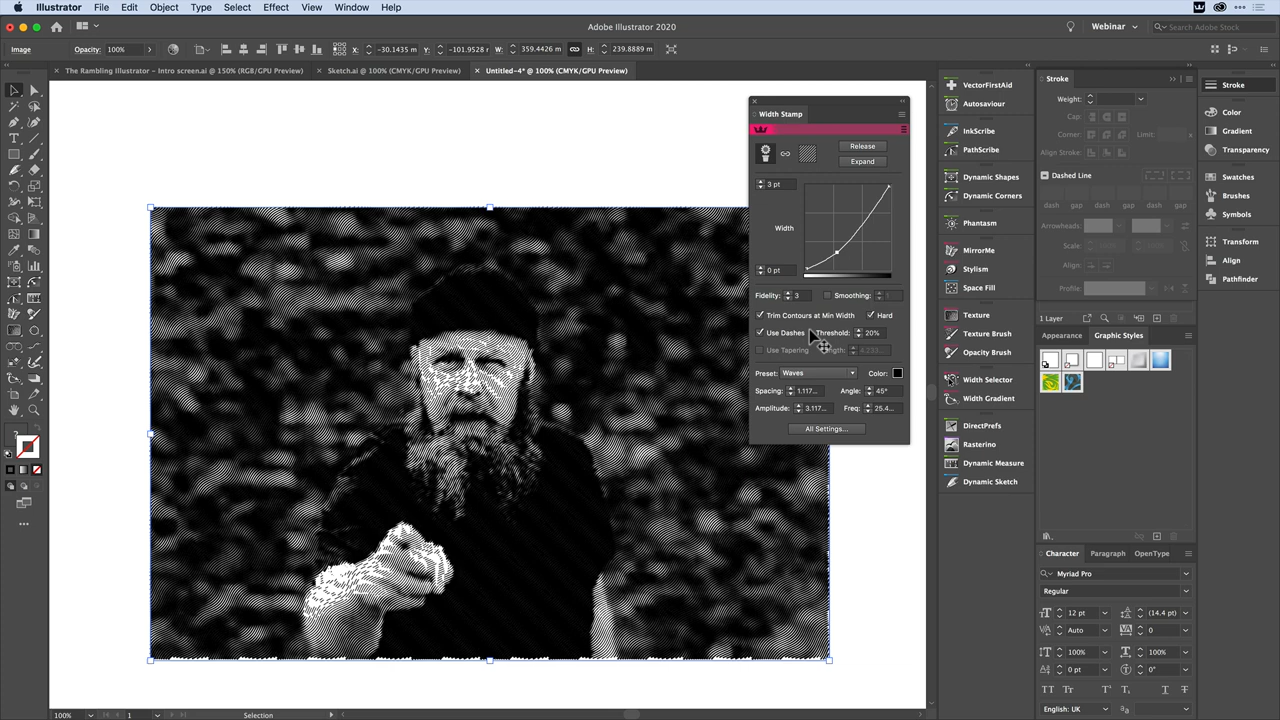 Illustrator File Edit Object Type Select Effect View Window Help
Adobe Illustrator 2020
Webinar
Search Adobe Stock
Image Opacity: 100% X: -30.1435 m Y: -101.9528 r W: 359.4426 m H: 239.8889 m
The Rambling Illustrator – Intro screen.ai @ 150% (RGB/GPU Preview)
Sketch.ai @ 100% (CMYK/GPU Preview)
Untitled-4* @ 100% (CMYK/GPU Preview)
Width Stamp
Release
Expand
3 pt
Width
0 pt
Fidelity: 3 Smoothing:
Trim Contours at Min Width Hard
Use Dashes Threshold: 20%
Use Tapering
Preset: Waves Color:
Spacing: 1.117... Angle: 45°
Amplitude: 3.117... Freq: 25.4...
All Settings...
VectorFirstAid
Autosaviour
InkScribe
PathScribe
Dynamic Shapes
Dynamic Corners
Phantasm
MirrorMe
Stylism
Space Fill
Texture
Texture Brush
Opacity Brush
Width Selector
Width Gradient
DirectPrefs
Rasterino
Dynamic Measure
Dynamic Sketch
Stroke
Weight:
Cap:
Corner: Limit:
Align Stroke:
Dashed Line
dash gap dash gap dash gap
Arrowheads:
Scale: 100% 100%
Align:
Profile:
1 Layer
Appearance Graphic Styles
Character Paragraph OpenType
Myriad Pro
Regular
12 pt (14.4 pt)
Auto 0
100% 100%
0 pt 0°
English: UK
Stroke
Color
Gradient
Transparency
Swatches
Brushes
Symbols
Transform
Align
Pathfinder
100% 1 Selection